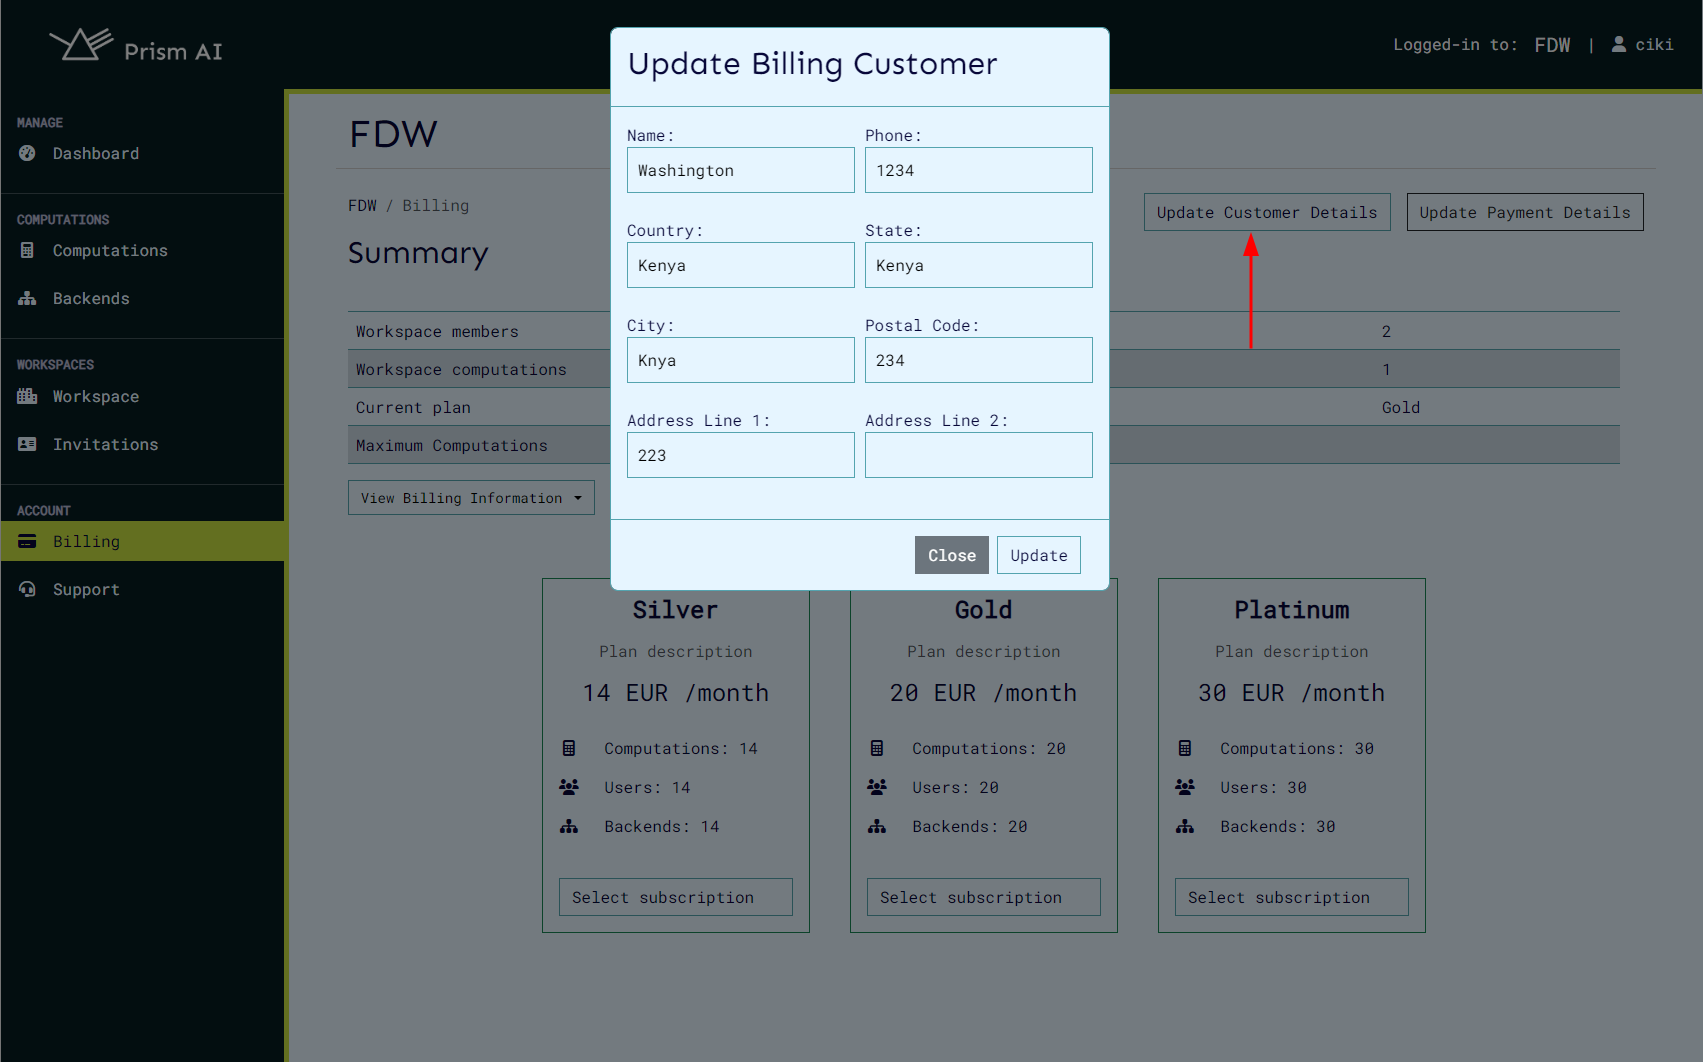 Prism AI
Logged-in to: FDW | ciki
MANAGE
Dashboard
COMPUTATIONS
Computations
Backends
WORKSPACES
Workspace
Invitations
ACCOUNT
Billing
Support
FDW
FDW / Billing
Update Customer Details
Update Payment Details
Summary
Workspace members 2
Workspace computations 1
Current plan Gold
Maximum Computations
View Billing Information
Update Billing Customer
Name:
Washington
Phone:
1234
Country:
Kenya
State:
Kenya
City:
Knya
Postal Code:
234
Address Line 1:
223
Address Line 2:
Close
Update
Silver
Plan description
14 EUR /month
Computations: 14
Users: 14
Backends: 14
Select subscription
Gold
Plan description
20 EUR /month
Computations: 20
Users: 20
Backends: 20
Select subscription
Platinum
Plan description
30 EUR /month
Computations: 30
Users: 30
Backends: 30
Select subscription